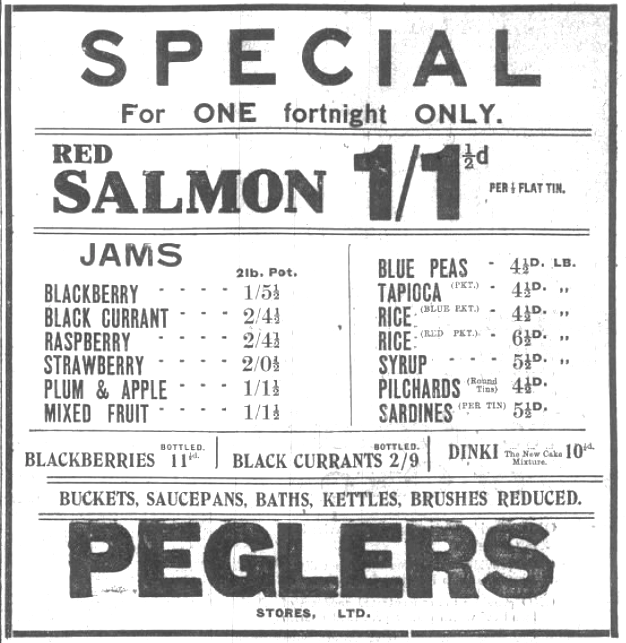 SPECIAL
For ONE fortnight ONLY.
RED
SALMON 1/1½d
PER ½ FLAT TIN.
JAMS
2lb. Pot.
BLACKBERRY - - - - 1/5½
BLACK CURRANT - - - 2/4½
RASPBERRY - - - - 2/4½
STRAWBERRY - - - 2/0½
PLUM & APPLE - - - 1/1½
MIXED FRUIT - - - - 1/1½
BLUE PEAS - 4½D. LB.
TAPIOCA (PKT.) - 4½D. ,,
RICE - (BLUE PKT.) - 4½D. ,,
RICE - (RED PKT.) - 6½D. ,,
SYRUP - - - 5½D. ,,
PILCHARDS (Round Tins) 4½D.
SARDINES (PER TIN) 5½D.
BLACKBERRIES BOTTLED. 11½d.
BLACK CURRANTS BOTTLED. 2/9
DINKI The New Cake Mixture. 10½d.
BUCKETS, SAUCEPANS, BATHS, KETTLES, BRUSHES REDUCED.
PEGLERS
STORES, LTD.